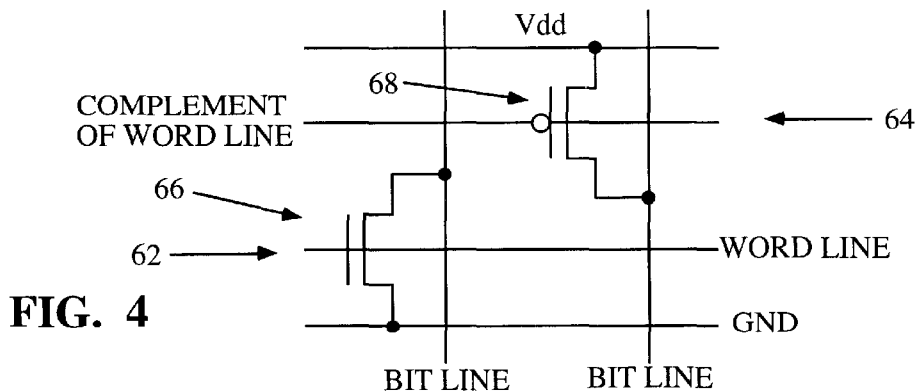 Vdd
68
COMPLEMENT
OF WORD LINE
64
66
62
WORD LINE
FIG. 4
GND
BIT LINE
BIT LINE